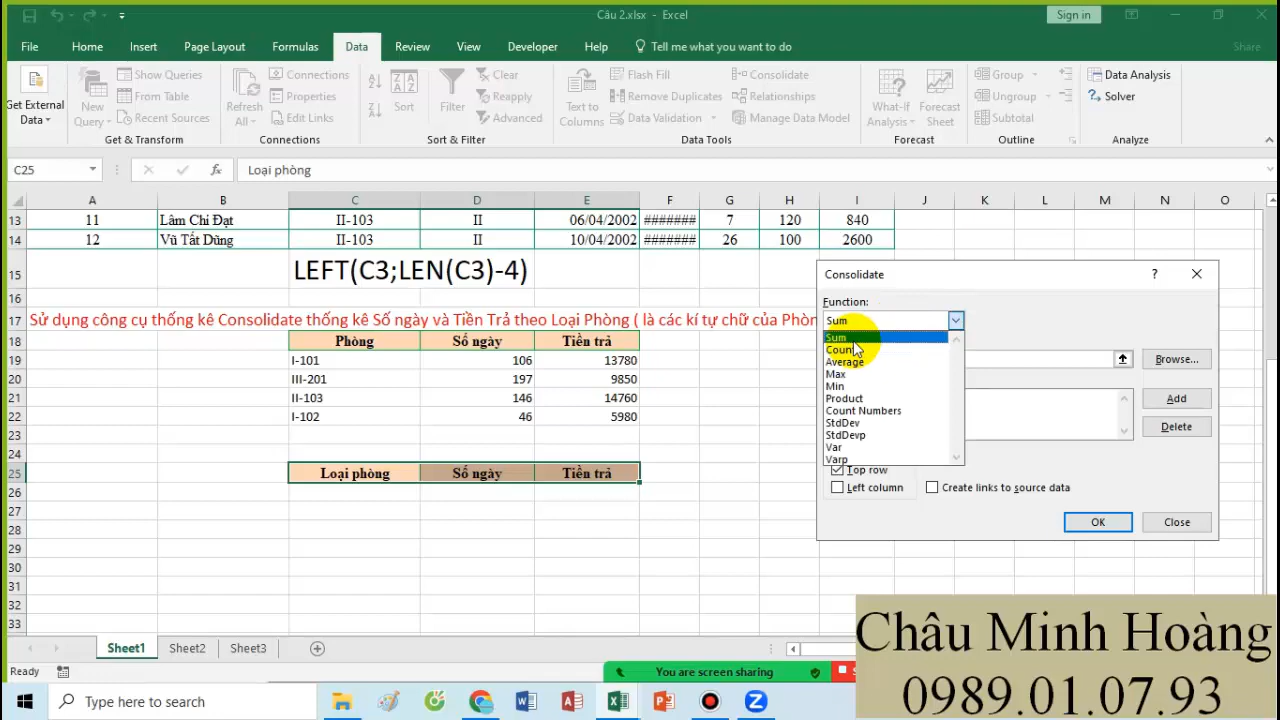 Câu 2.xlsx - Excel
Sign in
File Home Insert Page Layout Formulas Data Review View Developer Help Tell me what you want to do Share
Get External Data
New Query
Show Queries
From Table
Recent Sources
Get & Transform
Refresh All
Connections
Properties
Edit Links
Connections
Sort
Filter
Clear
Reapply
Advanced
Sort & Filter
Text to Columns
Flash Fill
Remove Duplicates
Data Validation
Consolidate
Relationships
Manage Data Model
Data Tools
What-If Analysis
Forecast Sheet
Forecast
Group
Ungroup
Subtotal
Outline
Data Analysis
Solver
Analyze
C25 fx Loại phòng
A B C D E F G H I J K L M N O
13 11 Lâm Chi Đạt II-103 II 06/04/2002 ####### 7 120 840
14 12 Vũ Tất Dũng II-103 II 10/04/2002 ####### 26 100 2600
15 LEFT(C3;LEN(C3)-4)
16
17 Sử dụng công cụ thống kê Consolidate thống kê Số ngày và Tiền Trả theo Loại Phòng ( là các kí tự chữ của Phòn
18 Phòng Số ngày Tiền trả
19 I-101 106 13780
20 III-201 197 9850
21 II-103 146 14760
22 I-102 46 5980
23
24
25 Loại phòng Số ngày Tiền trả
26
27
28
29
30
31
32
33
Consolidate ?
Function:
Sum
Sum
Count
Average
Max
Min
Product
Count Numbers
StdDev
StdDevp
Var
Varp
Browse...
Add
Delete
Top row
Left column
Create links to source data
OK Close
Sheet1 Sheet2 Sheet3
Ready
You are screen sharing
Type here to search
Châu Minh Hoàng
0989.01.07.93